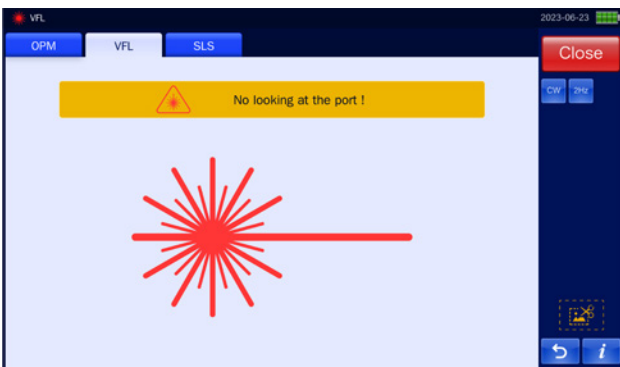 VFL
2023-06-23
OPM
VFL
SLS
Close
No looking at the port !
CW
2Hz
i